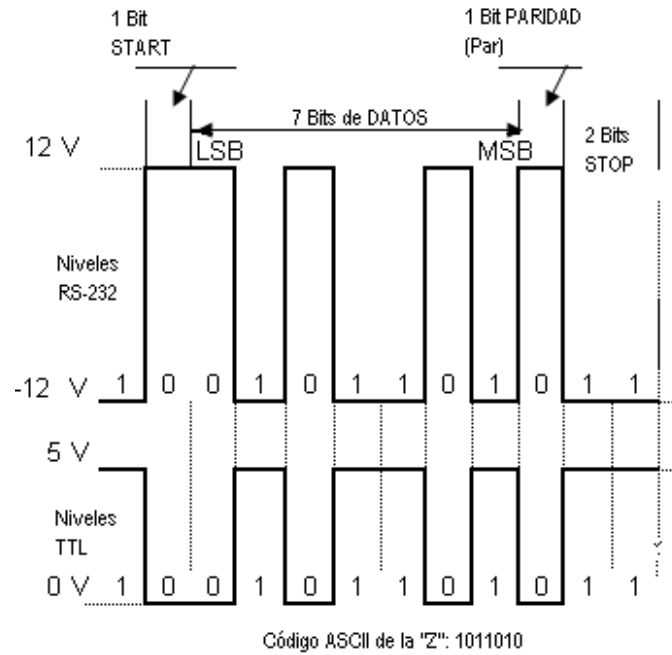 1 Bit
START
1 Bit PARIDAD
(Par)
7 Bits de DATOS
12 V
LSB
MSB
2 Bits
STOP
Niveles
RS-232
-12 V 1 0 0 1 0 1 1 0 1 0 1 1
5 V
Niveles
TTL
0 V 1 0 0 1 0 1 1 0 1 0 1 1
Código ASCII de la "Z": 1011010